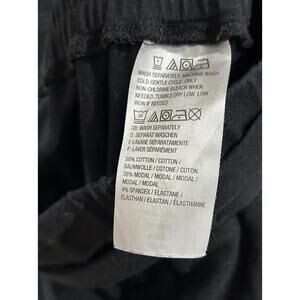 WASH SEPARATELY, MACHINE WASH
COLD GENTLE CYCLE. ONLY
NON-CHLORINE BLEACH WHEN
NEEDED. TUMBLE DRY LOW. LOW
IRON IF NEEDED
GB: WASH SEPARATELY
D: SEPARAT WASCHEN
E: LAVARE SEPARATAMENTE
F: LAVER SÉPARÉMENT
58% COTTON / COTTON /
BAUMWOLLE / COTONE / COTON
38% MODAL / MODAL / MODAL /
MODAL / MODAL
4% SPANDEX / ELASTANE /
ELASTHAN / ELASTAN / ÉLASTHANNE